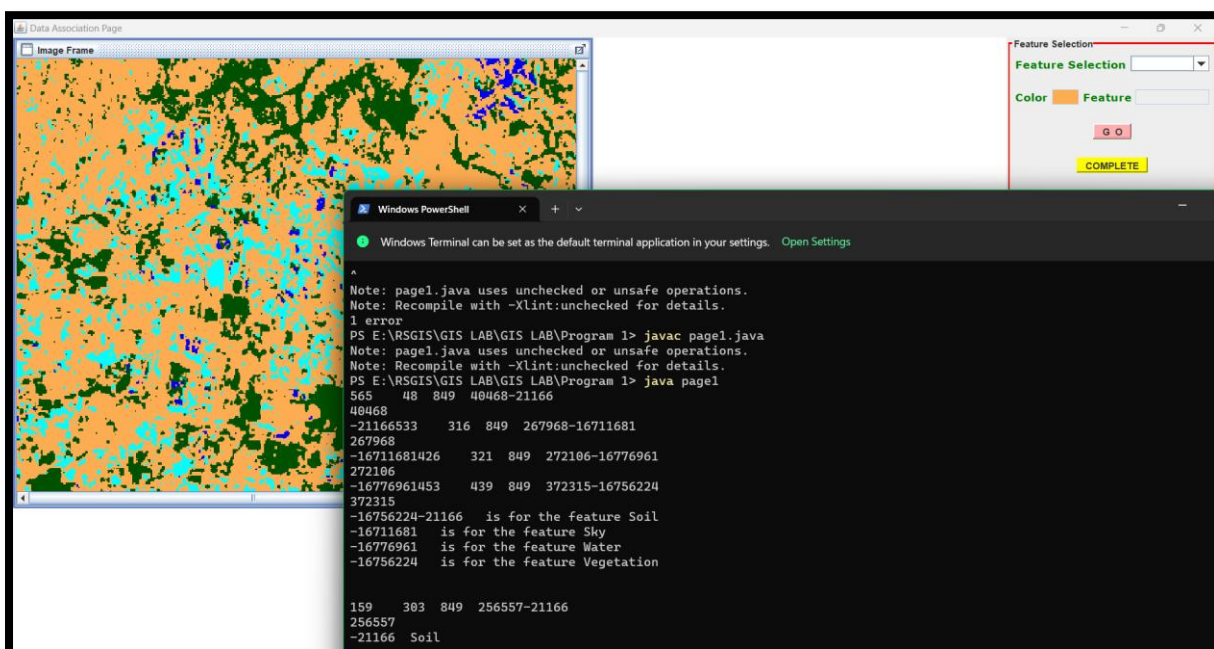 Data Association Page
Image Frame
Feature Selection
Feature Selection
Color Feature
G O
COMPLETE
Windows PowerShell
Windows Terminal can be set as the default terminal application in your settings. Open Settings
^
Note: page1.java uses unchecked or unsafe operations.
Note: Recompile with -Xlint:unchecked for details.
1 error
PS E:\RSGIS\GIS LAB\GIS LAB\Program 1> javac page1.java
Note: page1.java uses unchecked or unsafe operations.
Note: Recompile with -Xlint:unchecked for details.
PS E:\RSGIS\GIS LAB\GIS LAB\Program 1> java page1
565    48  849  40468-21166
40468
-21166533    316  849  267968-16711681
267968
-16711681426    321  849  272106-16776961
272106
-16776961453    439  849  372315-16756224
372315
-16756224-21166   is for the feature Soil
-16711681   is for the feature Sky
-16776961   is for the feature Water
-16756224   is for the feature Vegetation
159    303  849  256557-21166
256557
-21166  Soil